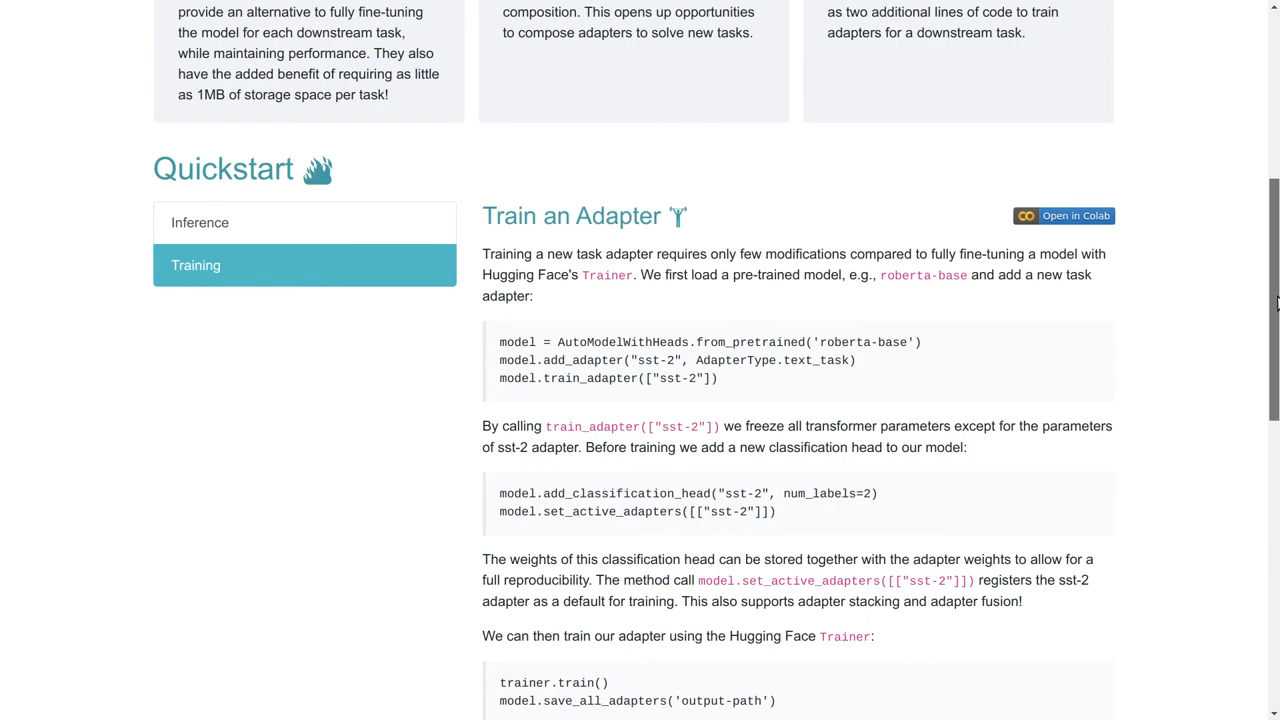 provide an alternative to fully fine-tuning
the model for each downstream task,
while maintaining performance. They also
have the added benefit of requiring as little
as 1MB of storage space per task!
composition. This opens up opportunities
to compose adapters to solve new tasks.
as two additional lines of code to train
adapters for a downstream task.
Quickstart
Inference
Training
Train an Adapter
Open in Colab
Training a new task adapter requires only few modifications compared to fully fine-tuning a model with
Hugging Face's Trainer. We first load a pre-trained model, e.g., roberta-base and add a new task
adapter:
model = AutoModelWithHeads.from_pretrained('roberta-base')
model.add_adapter("sst-2", AdapterType.text_task)
model.train_adapter(["sst-2"])
By calling train_adapter(["sst-2"]) we freeze all transformer parameters except for the parameters
of sst-2 adapter. Before training we add a new classification head to our model:
model.add_classification_head("sst-2", num_labels=2)
model.set_active_adapters([["sst-2"]])
The weights of this classification head can be stored together with the adapter weights to allow for a
full reproducibility. The method call model.set_active_adapters([["sst-2"]]) registers the sst-2
adapter as a default for training. This also supports adapter stacking and adapter fusion!
We can then train our adapter using the Hugging Face Trainer:
trainer.train()
model.save_all_adapters('output-path')